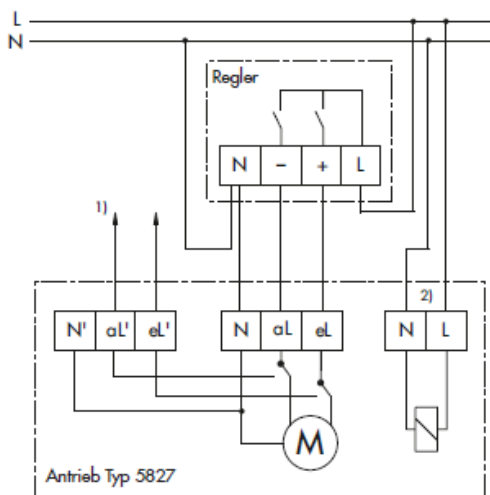 L
N
Regler
N - + L
1)
2)
N' aL' eL' N aL eL N L
M
Antrieb Typ 5827